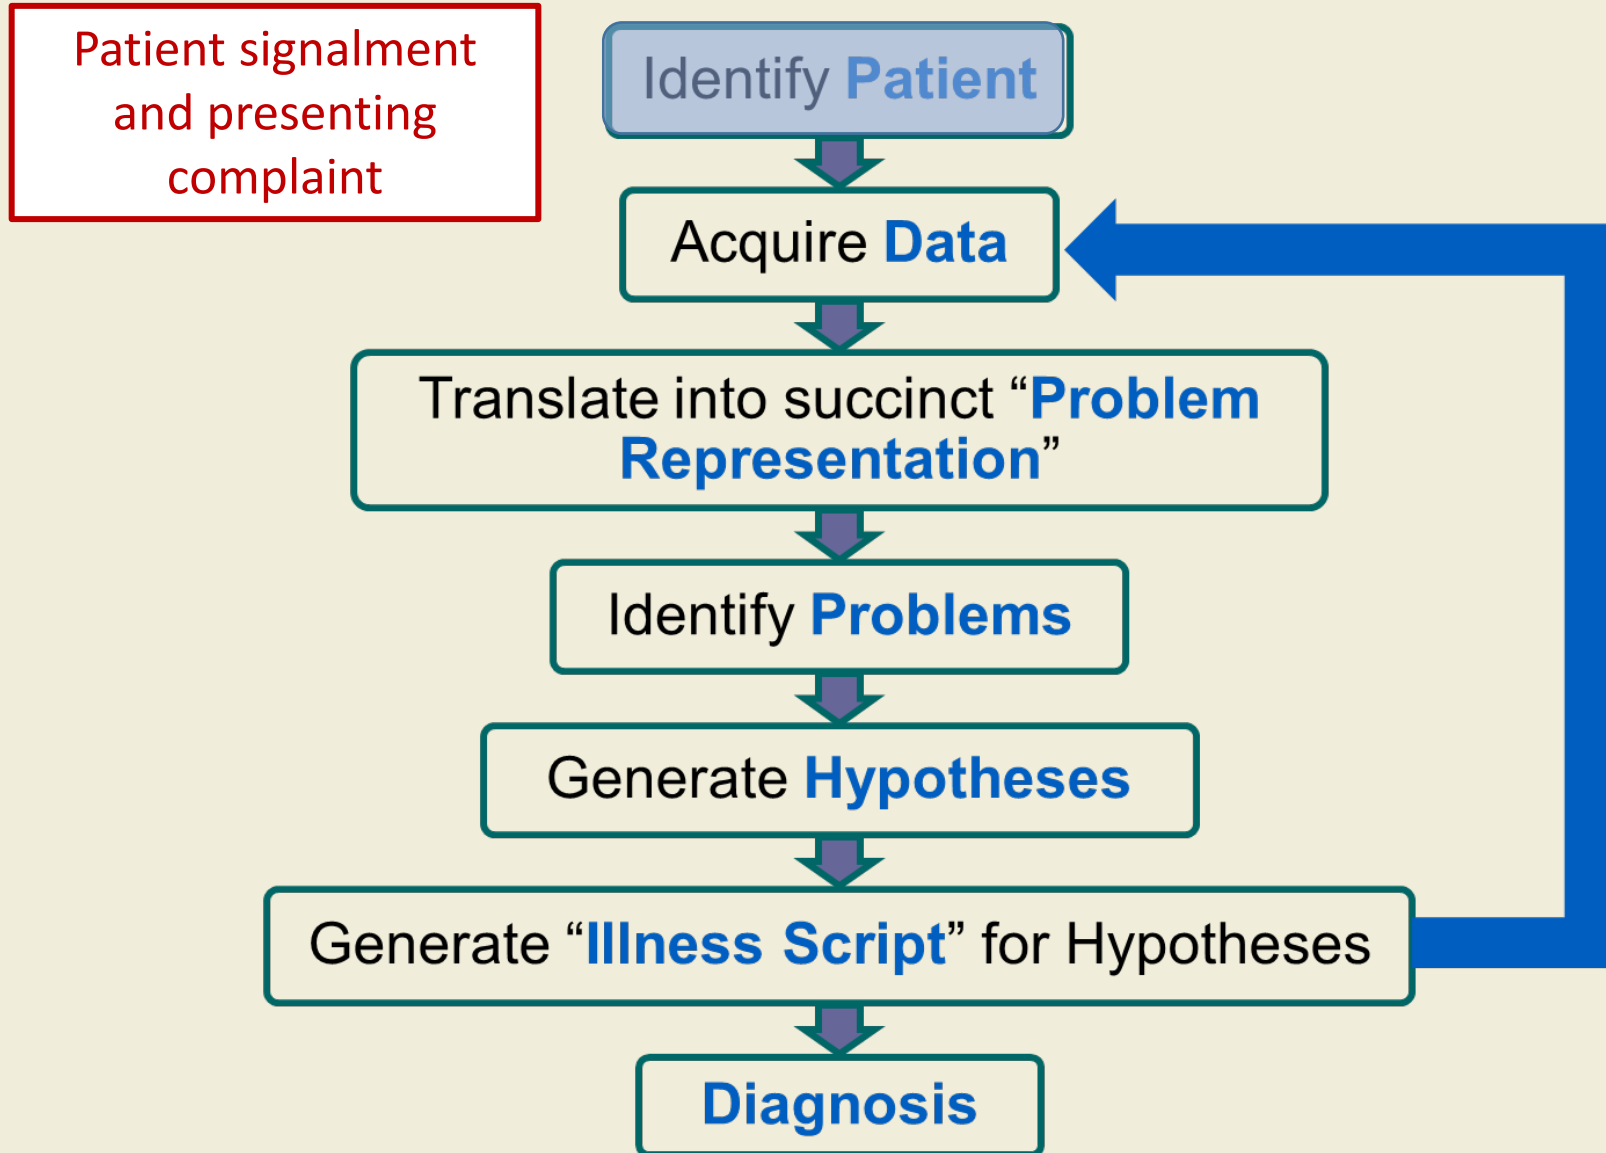 Patient signalment
and presenting
complaint
Identify Patient
Acquire Data
Translate into succinct “Problem
Representation”
Identify Problems
Generate Hypotheses
Generate “Illness Script” for Hypotheses
Diagnosis